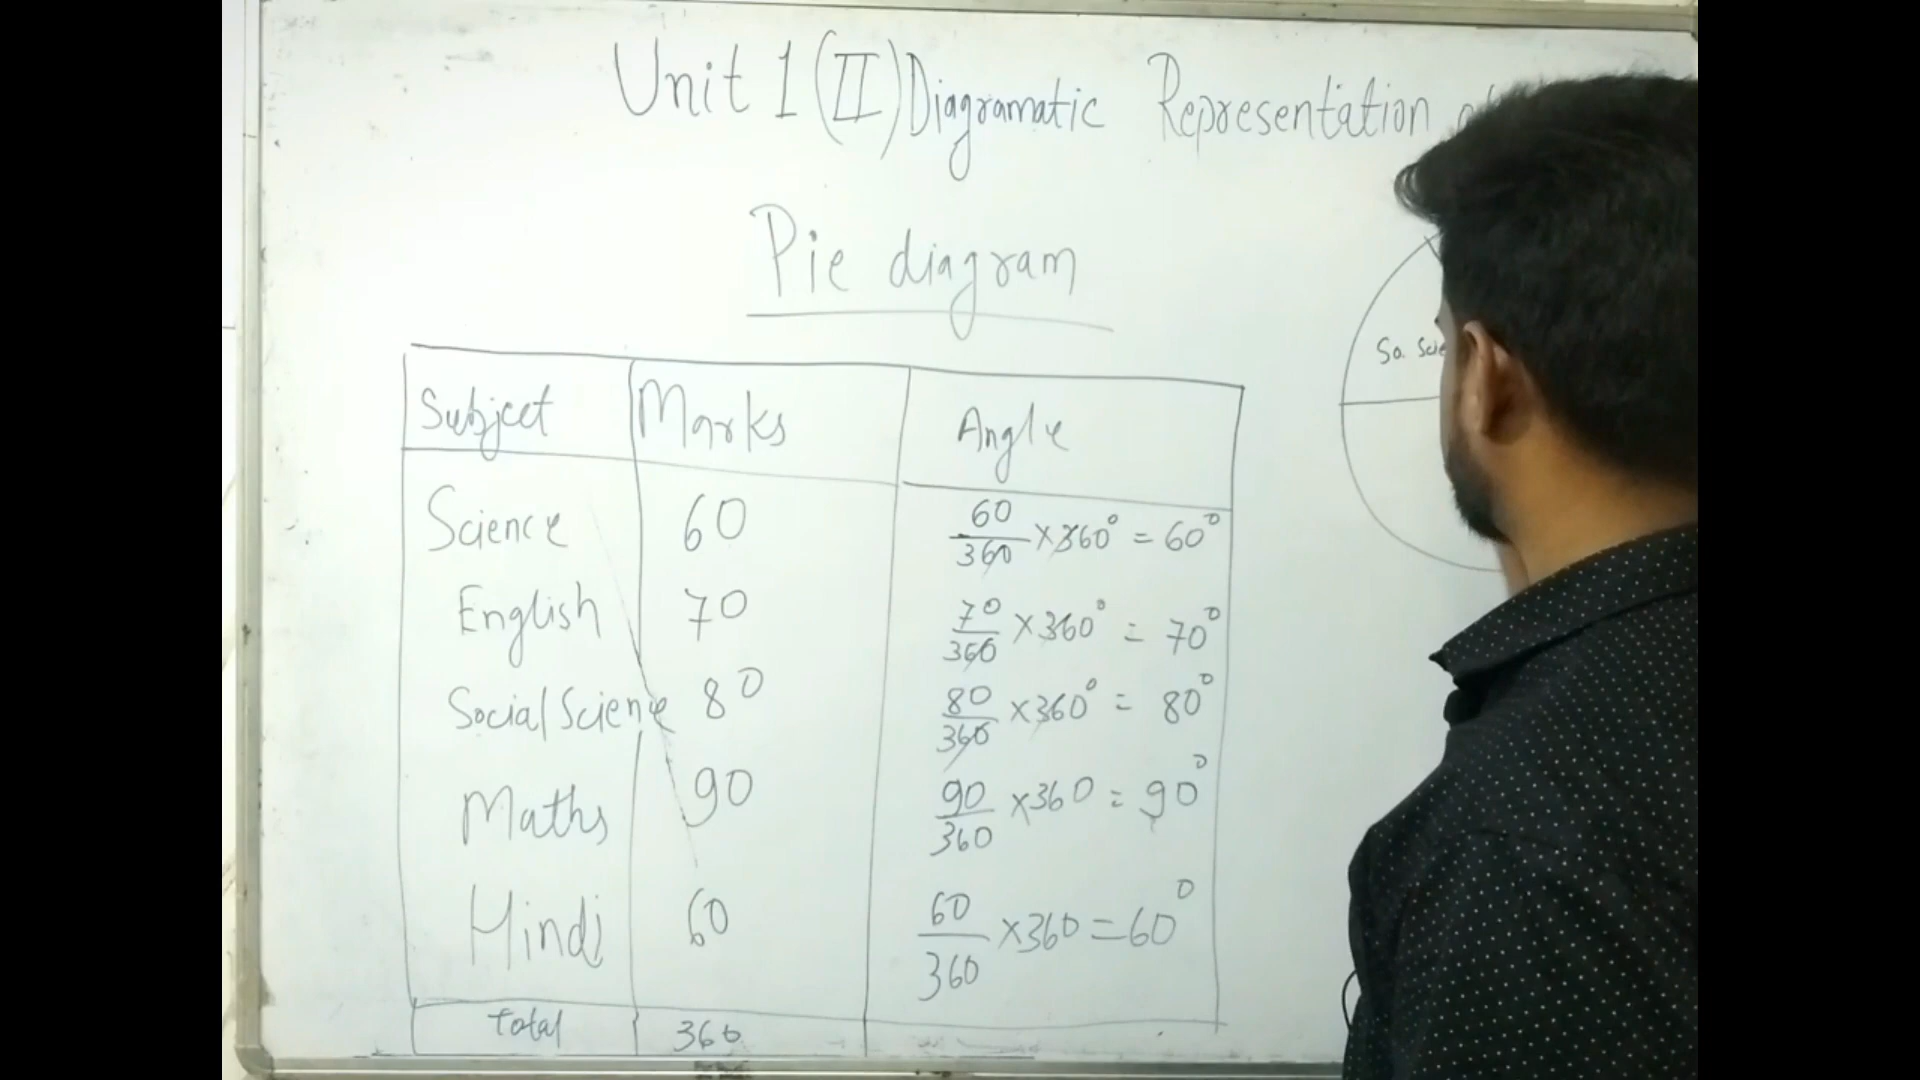 Unit 1 (II) Diagramatic Representation
Pie diagram
Subject Marks Angle
Science 60 60/360 ×360° = 60°
English 70 70/360 ×360° = 70°
Social Science 80 80/360 ×360° = 80°
Maths 90 90/360 ×360 = 90°
Hindi 60 60/360 ×360 = 60°
Total 360
So.